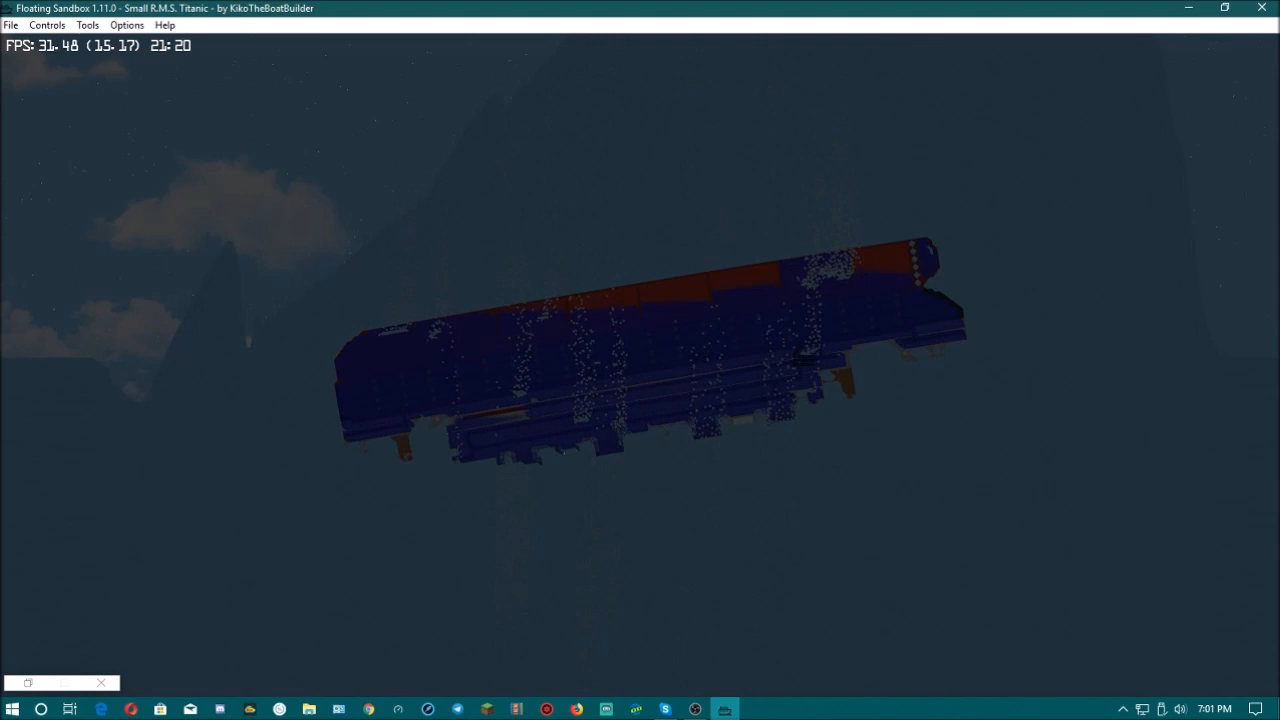 Floating Sandbox 1.11.0 - Small R.M.S. Titanic - by KikoTheBoatBuilder
File Controls Tools Options Help
FPS: 31.48 (15.17) 21:20
7:01 PM